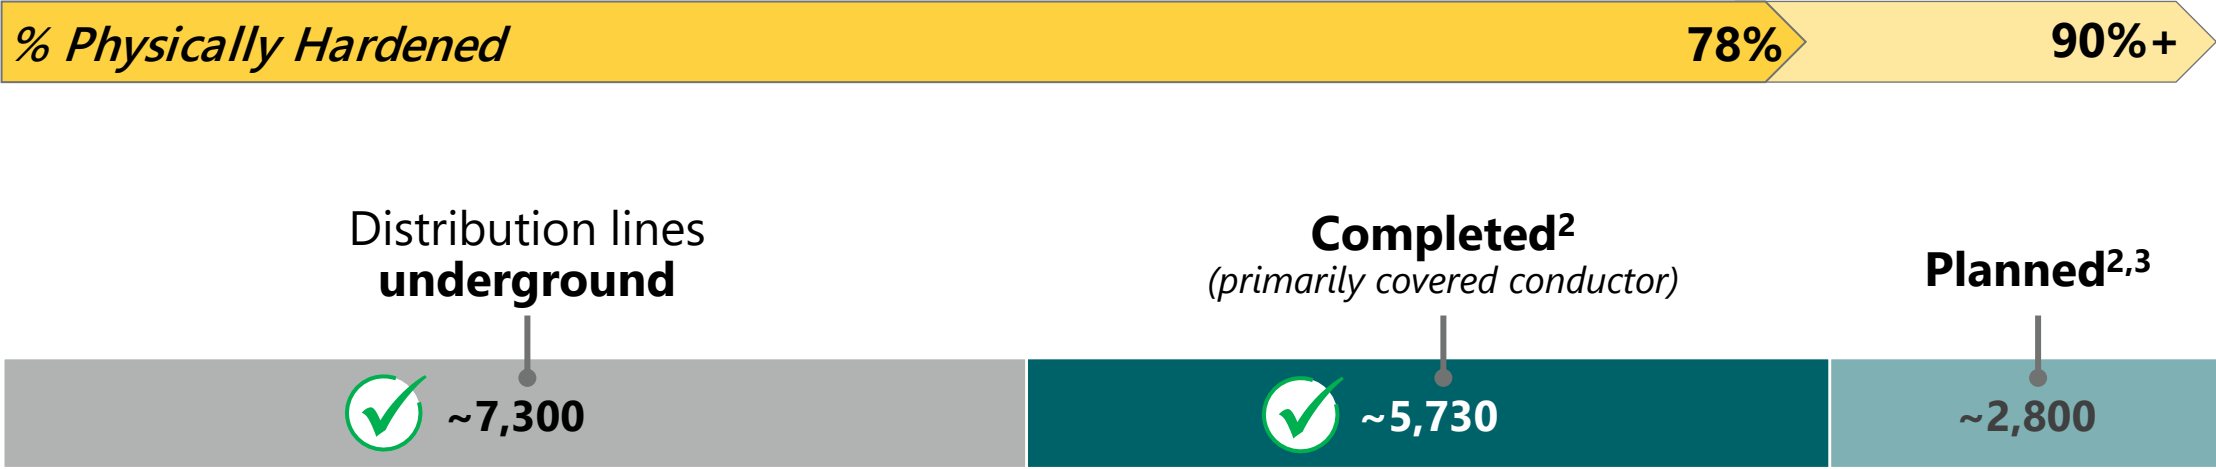 % Physically Hardened 78% 90%+
Distribution lines
underground
Completed²
(primarily covered conductor)
Planned²,³
~7,300 ~5,730 ~2,800